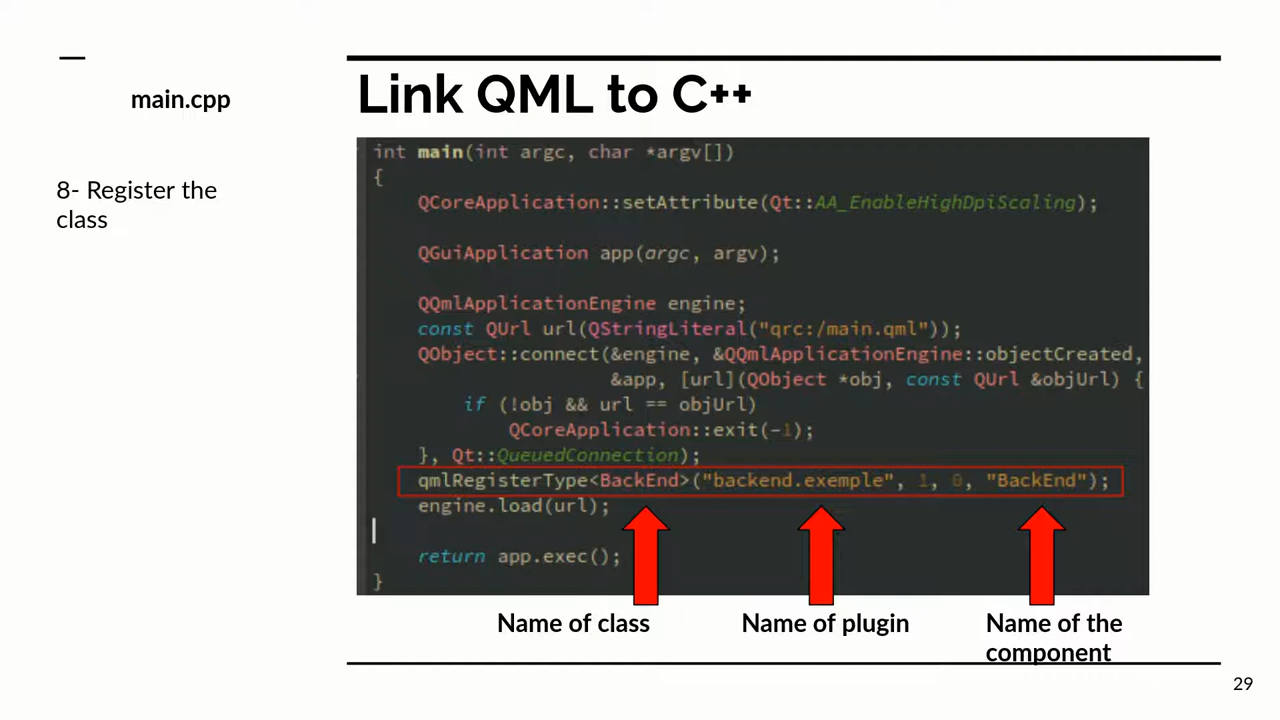 main.cpp
8- Register the
class
Link QML to C++
int main(int argc, char *argv[])
{
QCoreApplication::setAttribute(Qt::AA_EnableHighDpiScaling);
QGuiApplication app(argc, argv);
QQmlApplicationEngine engine;
const QUrl url(QStringLiteral("qrc:/main.qml"));
QObject::connect(&engine, &QQmlApplicationEngine::objectCreated,
&app, [url](QObject *obj, const QUrl &objUrl) {
if (!obj && url == objUrl)
QCoreApplication::exit(-1);
}, Qt::QueuedConnection);
qmlRegisterType<BackEnd>("backend.exemple", 1, 0, "BackEnd");
engine.load(url);
return app.exec();
}
Name of class
Name of plugin
Name of the
component
29